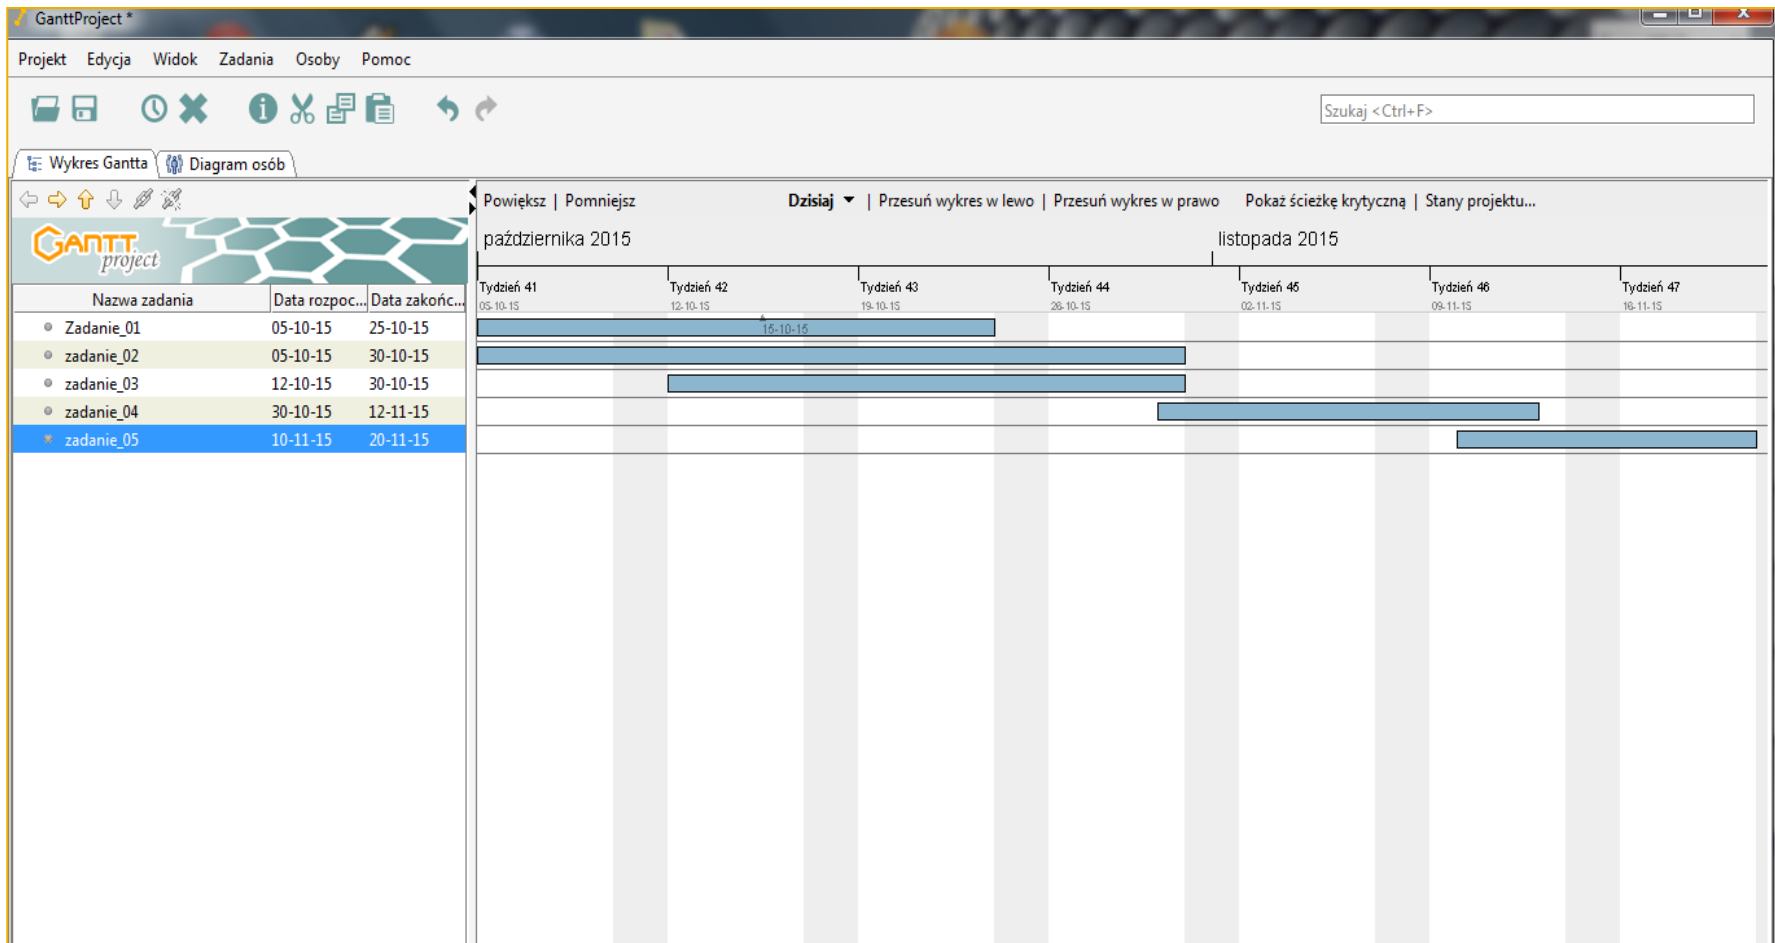 GanttProject *
Projekt Edycja Widok Zadania Osoby Pomoc
Szukaj <Ctrl+F>
Wykres Gantta Diagram osób
Powiększ | Pomniejsz Dzisiaj | Przesuń wykres w lewo | Przesuń wykres w prawo Pokaż ścieżkę krytyczną | Stany projektu...
GANTT project
października 2015 listopada 2015
Nazwa zadania Data rozpoc... Data zakońc...
Tydzień 41 Tydzień 42 Tydzień 43 Tydzień 44 Tydzień 45 Tydzień 46 Tydzień 47
05-10-15 12-10-15 19-10-15 26-10-15 02-11-15 09-11-15 16-11-15
Zadanie_01 05-10-15 25-10-15
15-10-15
zadanie_02 05-10-15 30-10-15
zadanie_03 12-10-15 30-10-15
zadanie_04 30-10-15 12-11-15
zadanie_05 10-11-15 20-11-15